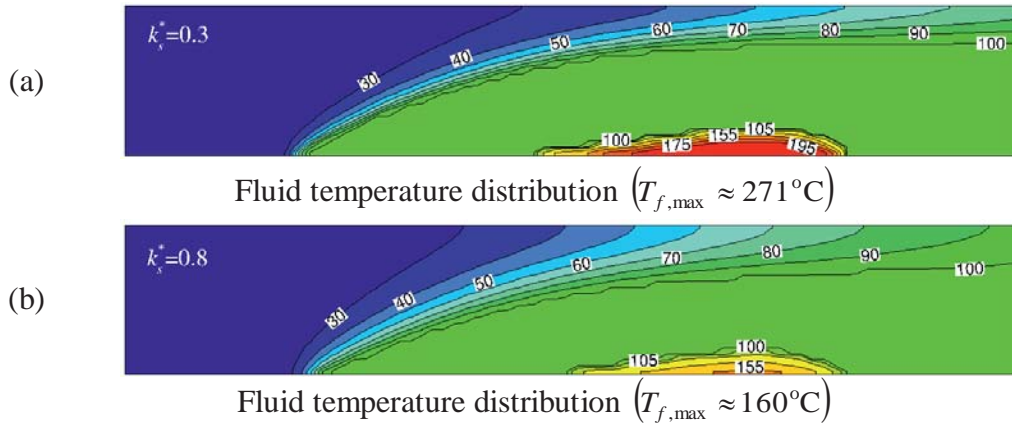 (a)
k*s=0.3
30 40 50 60 70 80 90 100
100 175 155 105 195
Fluid temperature distribution (Tf,max ≈ 271°C)
(b)
k*s=0.8
30 40 50 60 70 80 90 100
105 100 155
Fluid temperature distribution (Tf,max ≈ 160°C)